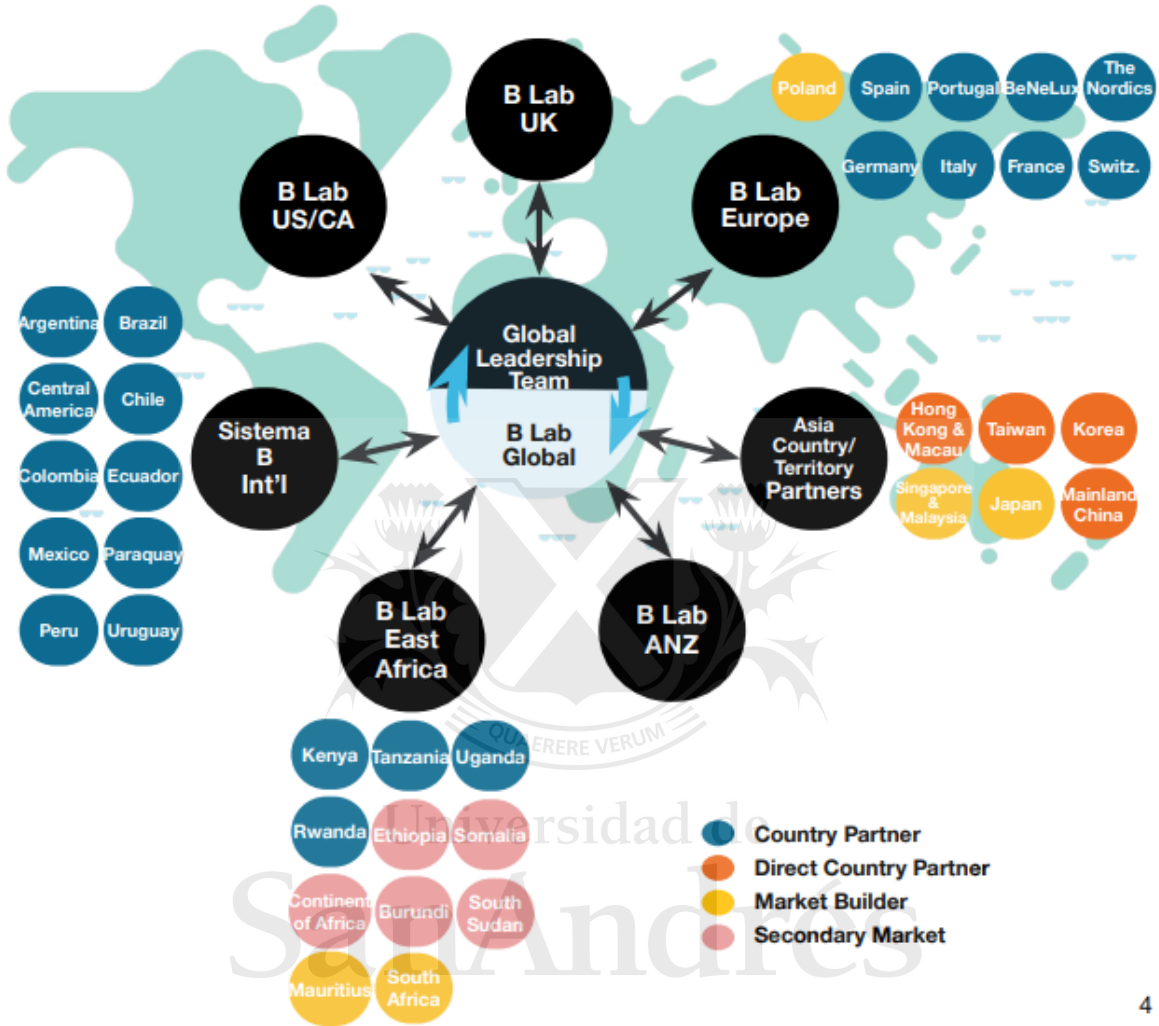 B Lab
UK
B Lab
US/CA
B Lab
Europe
Poland
Spain
Portugal
BeNeLux
The
Nordics
Germany
Italy
France
Switz.
Global
Leadership
Team
B Lab
Global
Argentina
Brazil
Central
America
Chile
Colombia
Ecuador
Mexico
Paraquay
Peru
Uruguay
Sistema
B
Int'l
Asia
Country/
Territory
Partners
Hong
Kong &
Macau
Taiwan
Korea
Singapore
&
Malaysia
Japan
Mainland
China
B Lab
East
Africa
B Lab
ANZ
Kenya
Tanzania
Uganda
Rwanda
Ethiopia
Somalia
Continent
of Africa
Burundi
South
Sudan
Mauritius
South
Africa
QUAERERE VERUM
Universidad de
SanAndrés
Country Partner
Direct Country Partner
Market Builder
Secondary Market
4